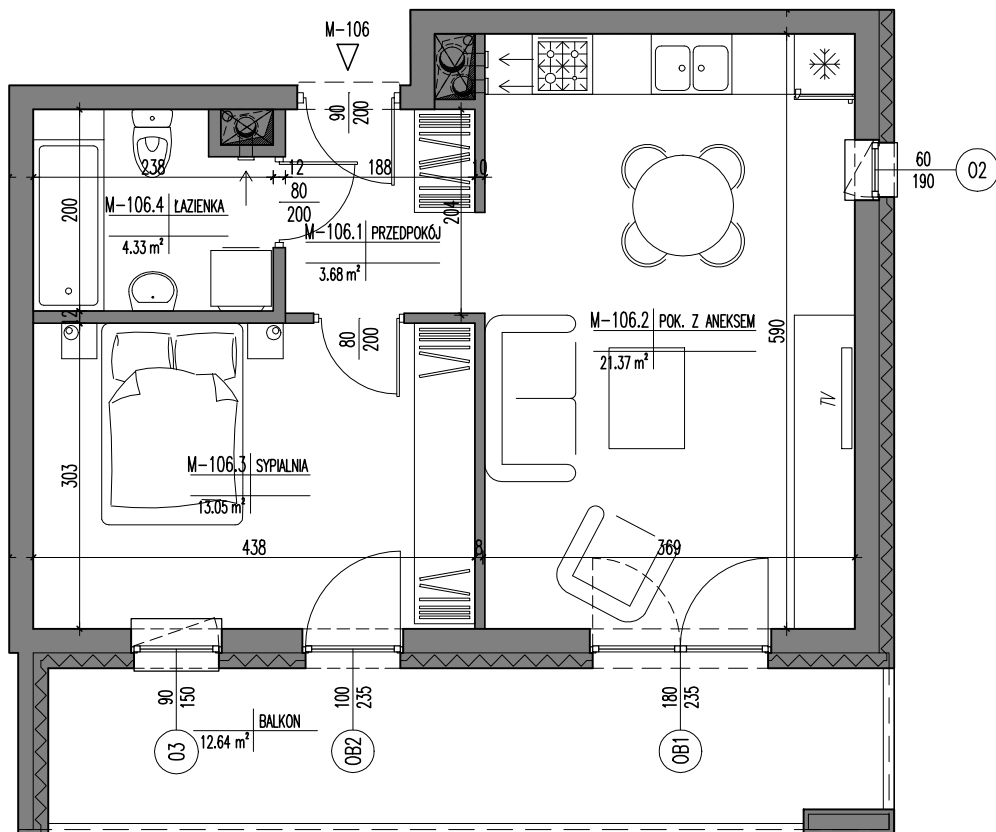 M-106
90
200
238
12
188
10
80
200
60
190
O2
200
M-106.4 ŁAZIENKA
4.33 m²
M-106.1 PRZEDPOKÓJ
3.68 m²
204
12
80
200
M-106.2 POK. Z ANEKSEM
21.37 m²
590
TV
303
M-106.3 SYPIALNIA
13.05 m²
438
8
369
90
150
100
235
180
235
BALKON
12.64 m²
O3
OB2
OB1